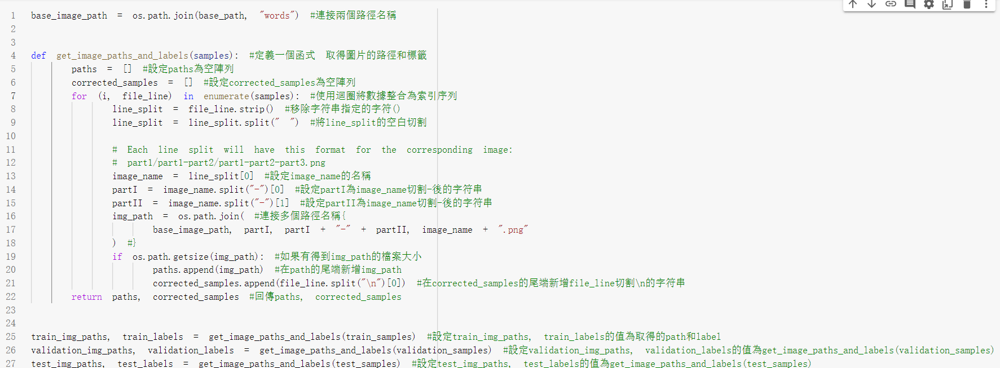 1 base_image_path = os.path.join(base_path, "words") #連接兩個路徑名稱
2
3
4 def get_image_paths_and_labels(samples): #定義一個函式 取得圖片的路徑和標籤
5 paths = [] #設定paths為空陣列
6 corrected_samples = [] #設定corrected_samples為空陣列
7 for (i, file_line) in enumerate(samples): #使用迴圈將數據整合為索引序列
8 line_split = file_line.strip() #移除字符串指定的字符()
9 line_split = line_split.split(" ") #將line_split的空白切割
10
11 # Each line split will have this format for the corresponding image:
12 # part1/part1-part2/part1-part2-part3.png
13 image_name = line_split[0] #設定image_name的名稱
14 partI = image_name.split("-")[0] #設定partI為image_name切割-後的字符串
15 partII = image_name.split("-")[1] #設定partII為image_name切割-後的字符串
16 img_path = os.path.join( #連接多個路徑名稱{
17 base_image_path, partI, partI + "-" + partII, image_name + ".png"
18 ) #}
19 if os.path.getsize(img_path): #如果有得到img_path的檔案大小
20 paths.append(img_path) #在path的尾端新增img_path
21 corrected_samples.append(file_line.split("\n")[0]) #在corrected_samples的尾端新增file_line切割\n的字符串
22 return paths, corrected_samples #回傳paths, corrected_samples
23
24
25 train_img_paths, train_labels = get_image_paths_and_labels(train_samples) #設定train_img_paths, train_labels的值為取得的path和label
26 validation_img_paths, validation_labels = get_image_paths_and_labels(validation_samples) #設定validation_img_paths, validation_labels的值為get_image_paths_and_labels(validation_samples)
27 test_img_paths, test_labels = get_image_paths_and_labels(test_samples) #設定test_img_paths, test_labels的值為get_image_paths_and_labels(test_samples)